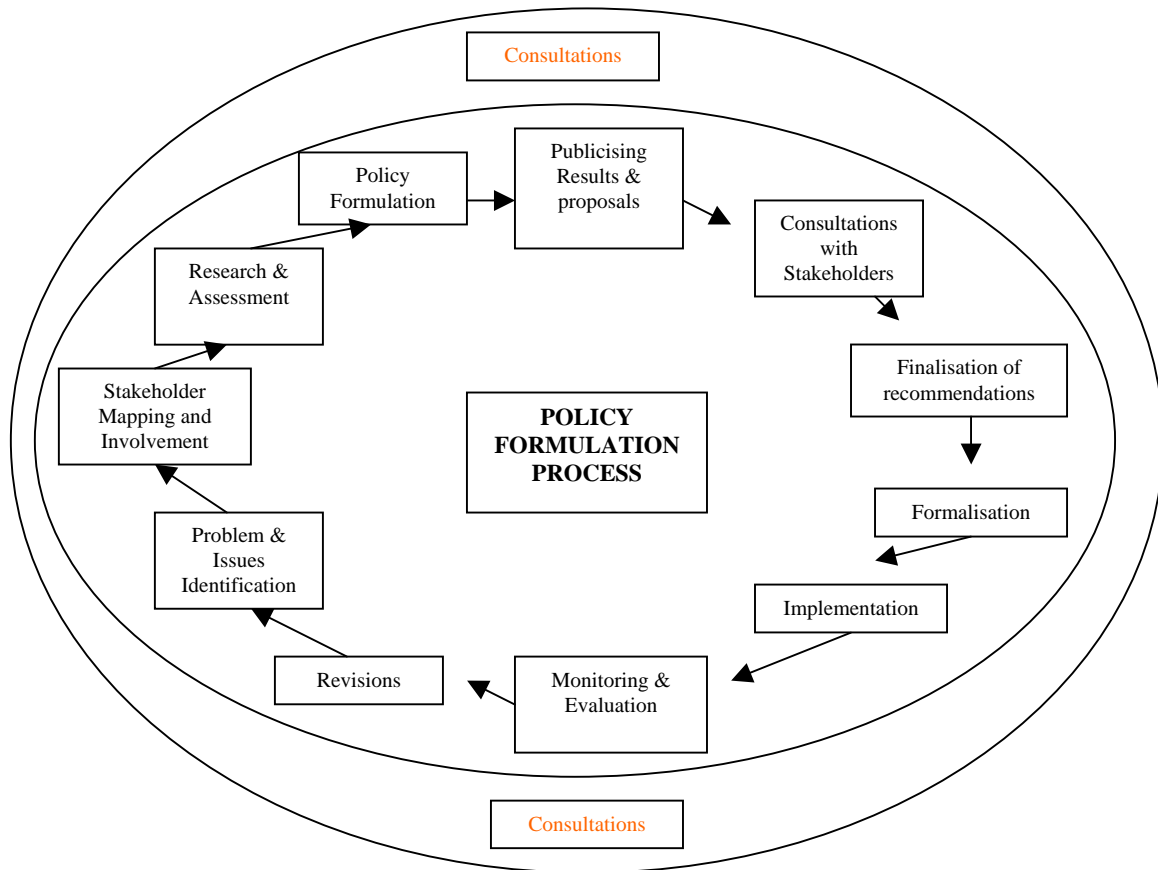 Consultations
Publicising
Results &
proposals
Policy
Formulation
Consultations
with
Stakeholders
Research &
Assessment
Finalisation of
recommendations
Stakeholder
Mapping and
Involvement
POLICY
FORMULATION
PROCESS
Formalisation
Problem &
Issues
Identification
Implementation
Revisions
Monitoring &
Evaluation
Consultations